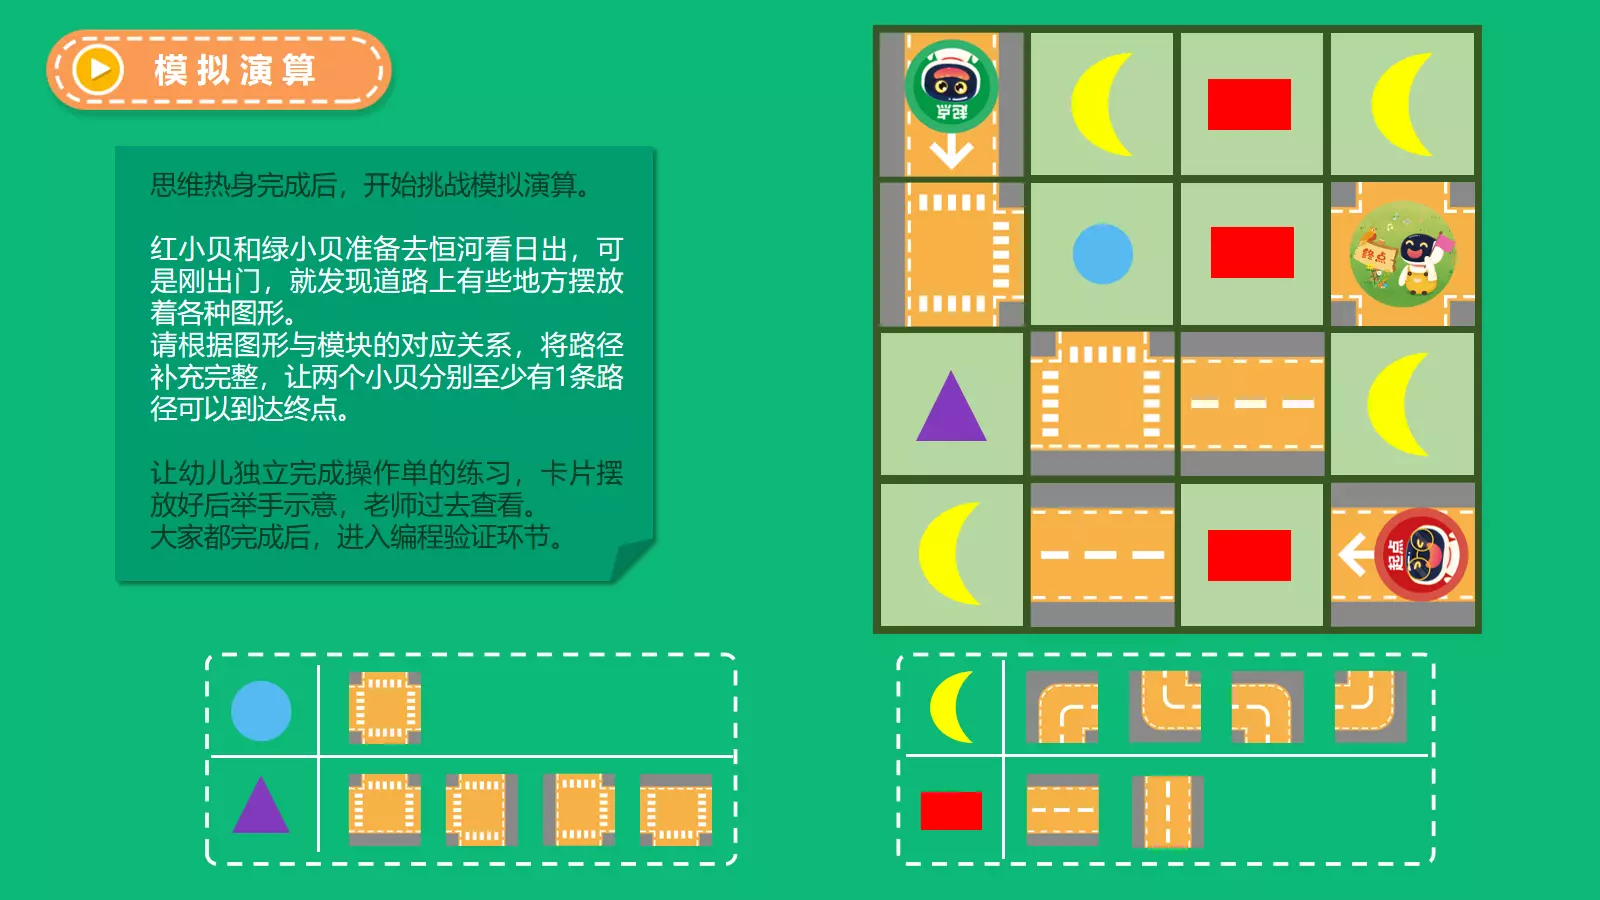 模拟演算
思维热身完成后，开始挑战模拟演算。
红小贝和绿小贝准备去恒河看日出，可
是刚出门，就发现道路上有些地方摆放
着各种图形。
请根据图形与模块的对应关系，将路径
补充完整，让两个小贝分别至少有1条路
径可以到达终点。
让幼儿独立完成操作单的练习，卡片摆
放好后举手示意，老师过去查看。
大家都完成后，进入编程验证环节。
起点
终点
起点